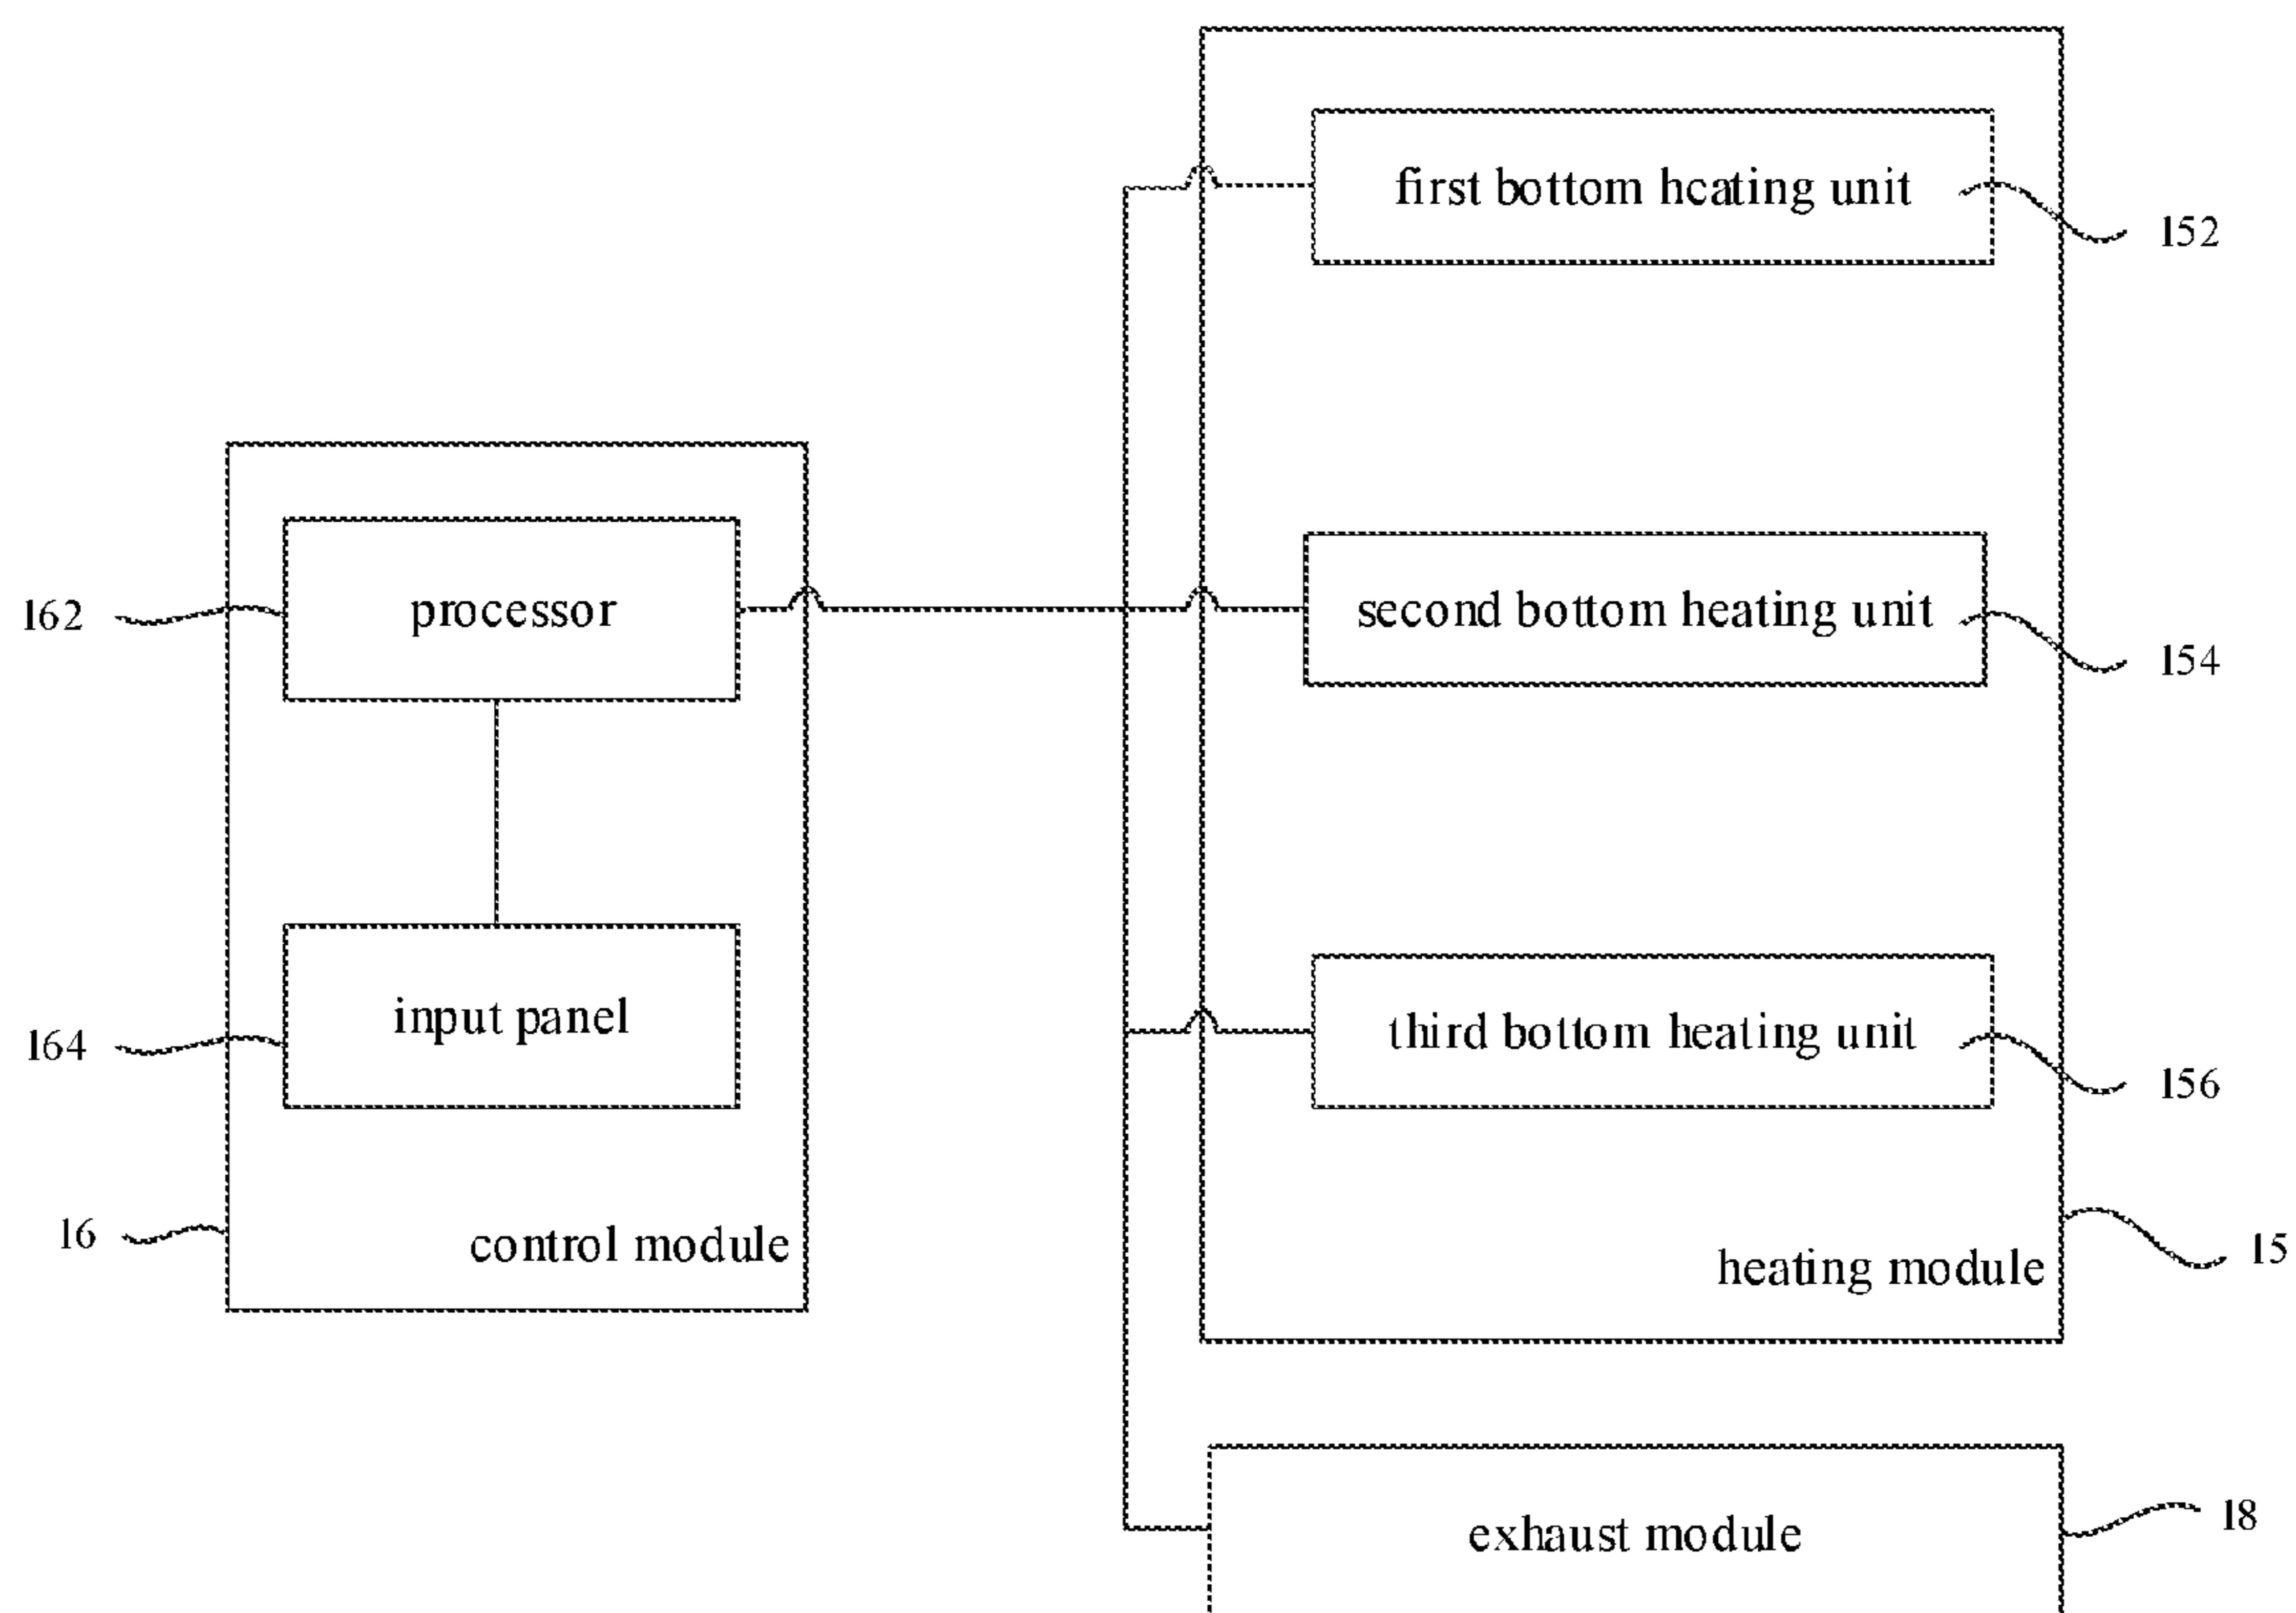 first bottom heating unit
152
processor
162
second bottom heating unit
154
input panel
164
third bottom heating unit
156
16
control module
heating module
15
exhaust module
18